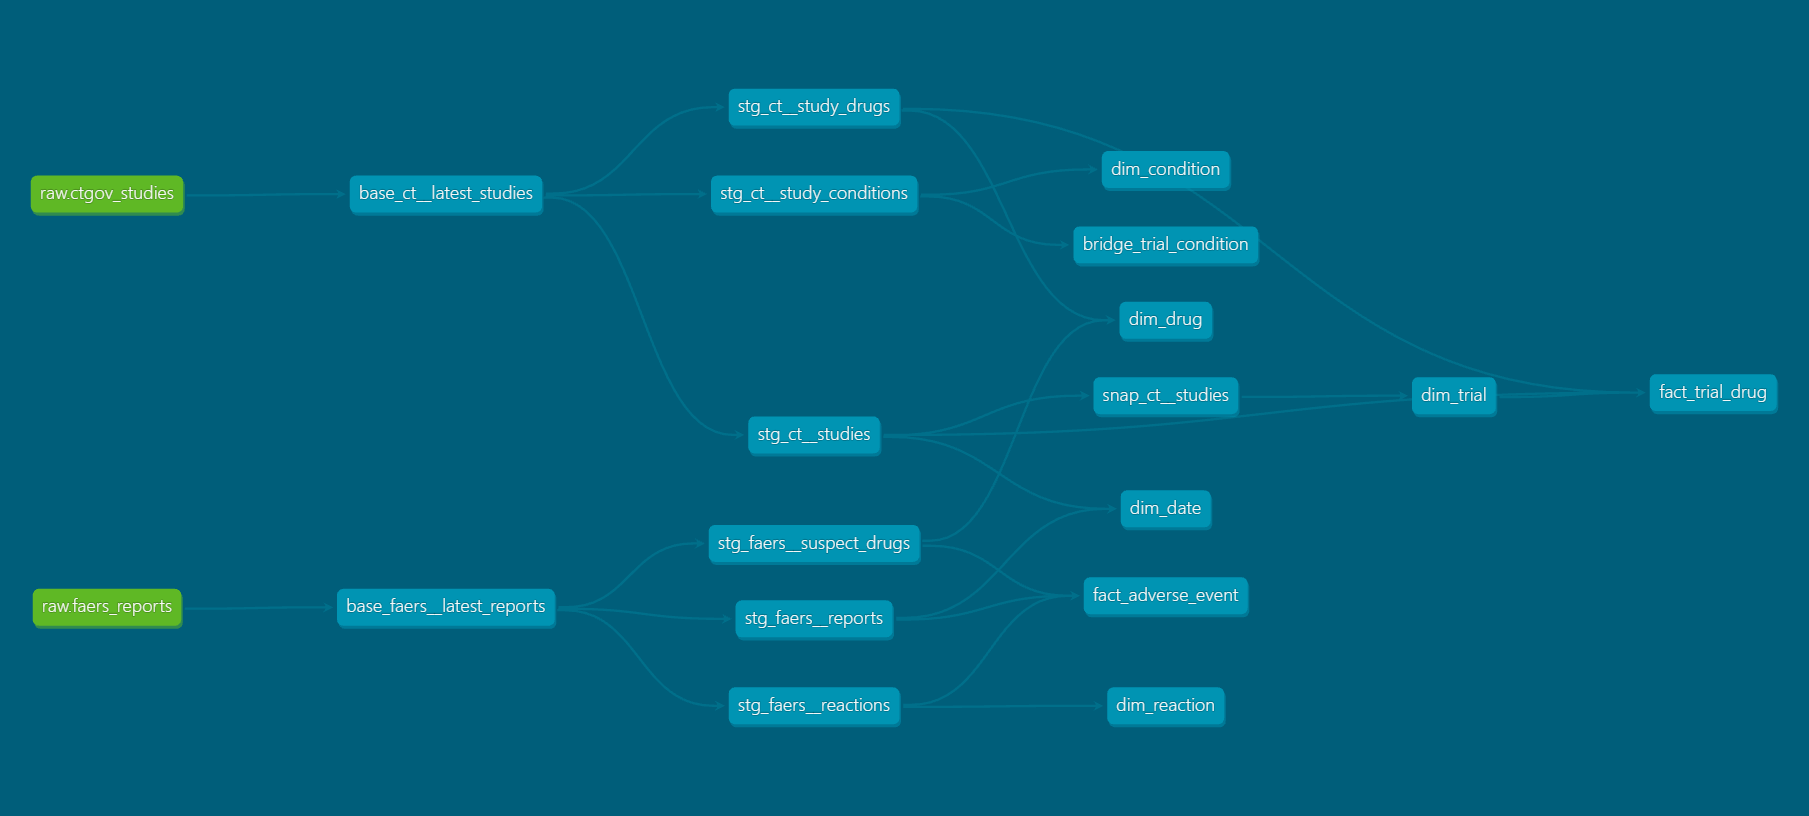 stg_ct__study_drugs
dim_condition
raw.ctgov_studies
base_ct__latest_studies
stg_ct__study_conditions
bridge_trial_condition
dim_drug
snap_ct__studies
dim_trial
fact_trial_drug
stg_ct__studies
dim_date
stg_faers__suspect_drugs
fact_adverse_event
raw.faers_reports
base_faers__latest_reports
stg_faers__reports
stg_faers__reactions
dim_reaction